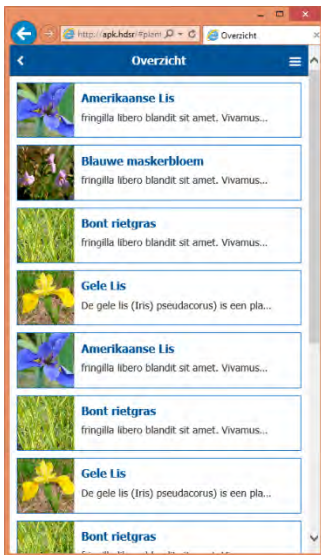 http://apk.hdsr/#plant
Overzicht
Overzicht
Amerikaanse Lis
fringilla libero blandit sit amet. Vivamus...
Blauwe maskerbloem
fringilla libero blandit sit amet. Vivamus...
Bont rietgras
fringilla libero blandit sit amet. Vivamus...
Gele Lis
De gele lis (Iris) pseudacorus) is een pla...
Amerikaanse Lis
fringilla libero blandit sit amet. Vivamus...
Bont rietgras
fringilla libero blandit sit amet. Vivamus...
Gele Lis
De gele lis (Iris) pseudacorus) is een pla...
Bont rietgras